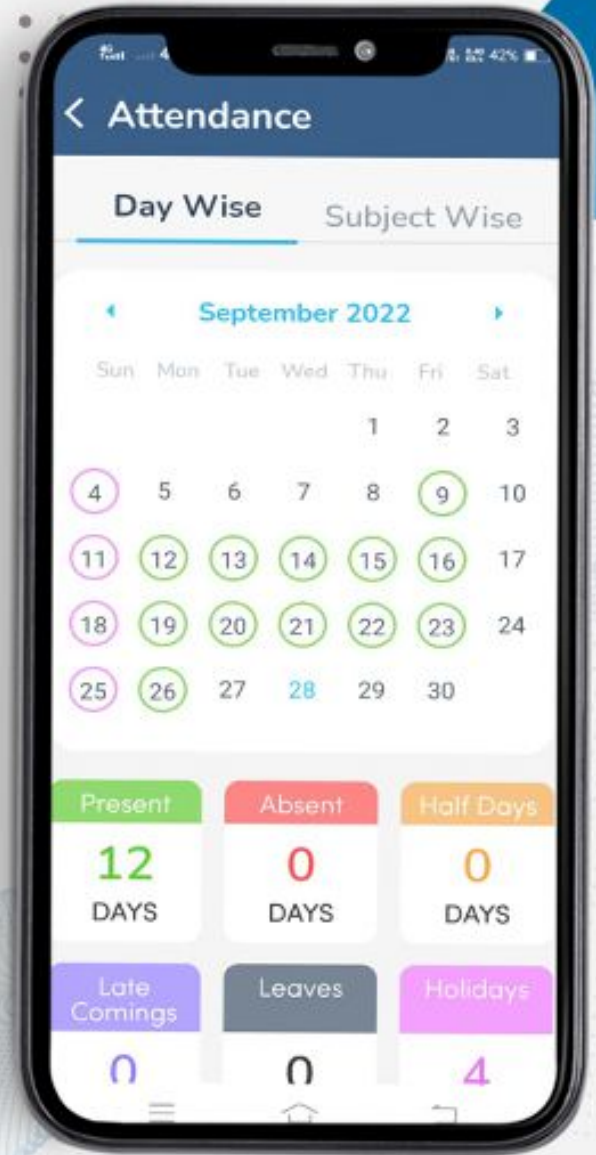 42%
< Attendance
Day Wise Subject Wise
September 2022
Sun Mon Tue Wed Thu Fri Sat
1 2 3
4 5 6 7 8 9 10
11 12 13 14 15 16 17
18 19 20 21 22 23 24
25 26 27 28 29 30
Present Absent Half Days
12 0 0
DAYS DAYS DAYS
Late Leaves Holidays
Comings
0 0 4